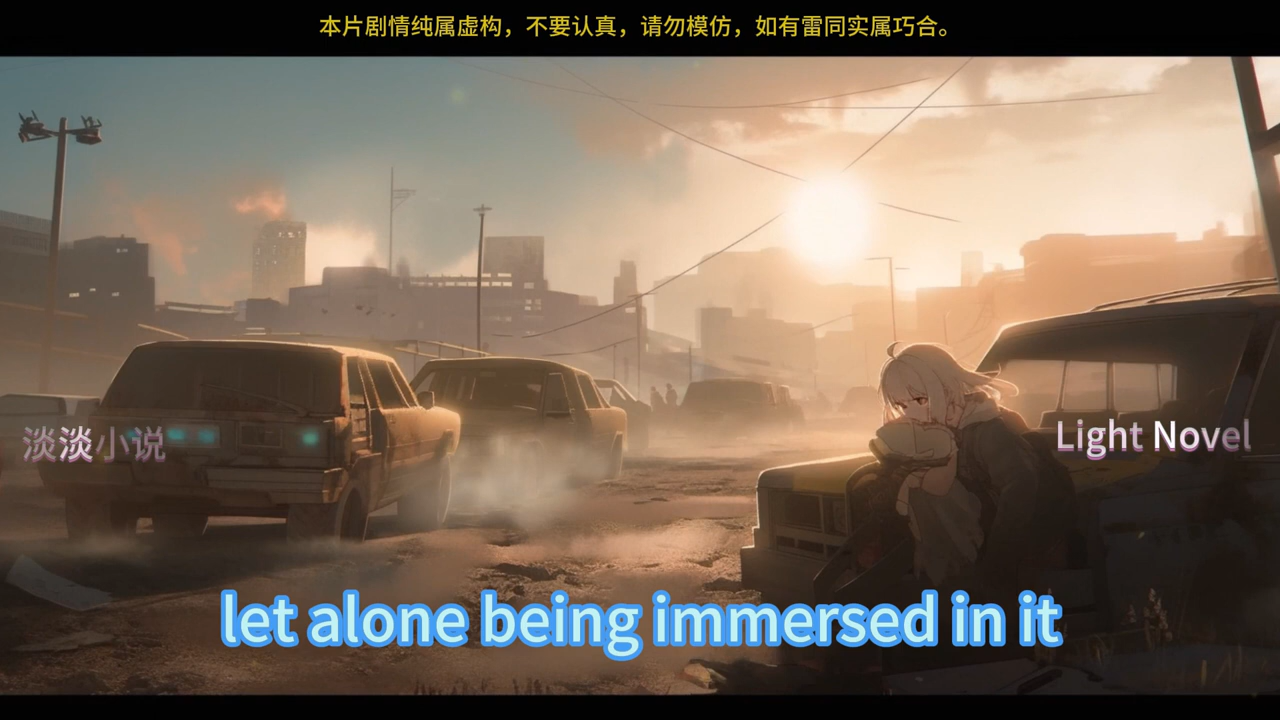 本片剧情纯属虚构，不要认真，请勿模仿，如有雷同实属巧合。
淡淡小说
Light Novel
let alone being immersed in it